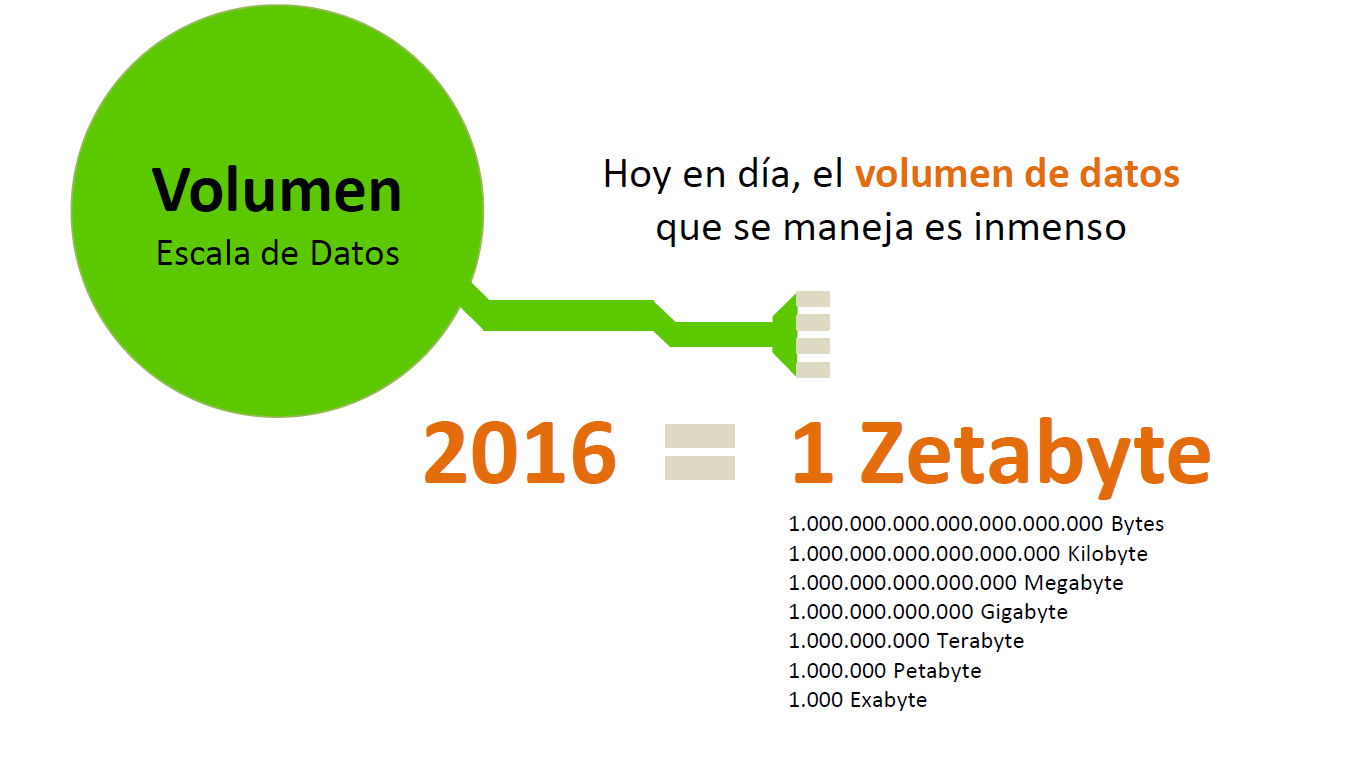 Volumen
Escala de Datos
Hoy en día, el volumen de datos
que se maneja es inmenso
2016 = 1 Zetabyte
1.000.000.000.000.000.000.000 Bytes
1.000.000.000.000.000.000 Kilobyte
1.000.000.000.000.000 Megabyte
1.000.000.000.000 Gigabyte
1.000.000.000 Terabyte
1.000.000 Petabyte
1.000 Exabyte